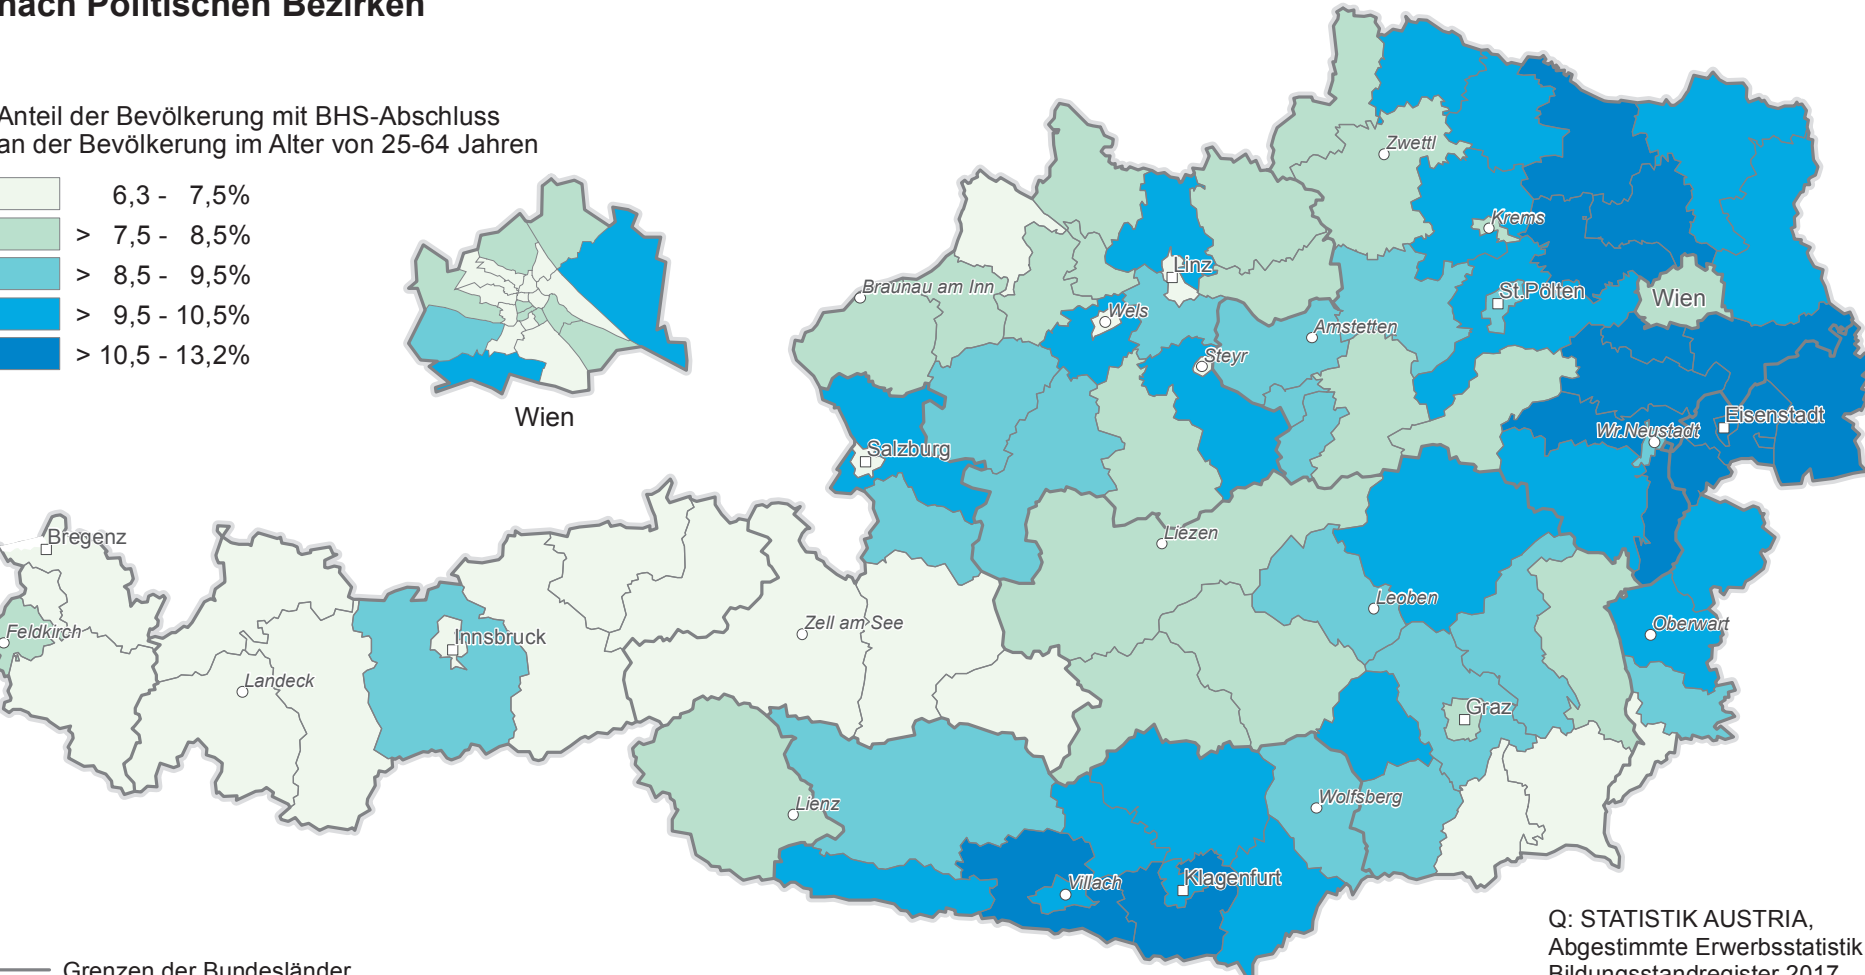 nach Politischen Bezirken
Anteil der Bevölkerung mit BHS-Abschluss
an der Bevölkerung im Alter von 25-64 Jahren
6,3 - 7,5%
> 7,5 - 8,5%
> 8,5 - 9,5%
> 9,5 - 10,5%
> 10,5 - 13,2%
Wien
Zwettl
Krems
Linz
Braunau am Inn
St.Pölten
Wien
Wels
Amstetten
Steyr
Eisenstadt
Wr.Neustadt
Salzburg
Bregenz
Liezen
Leoben
Feldkirch
Innsbruck
Zell am See
Oberwart
Landeck
Graz
Lienz
Wolfsberg
Villach
Klagenfurt
Q: STATISTIK AUSTRIA,
Abgestimmte Erwerbsstatistik
Bildungsstandregister 2017
Grenzen der Bundesländer